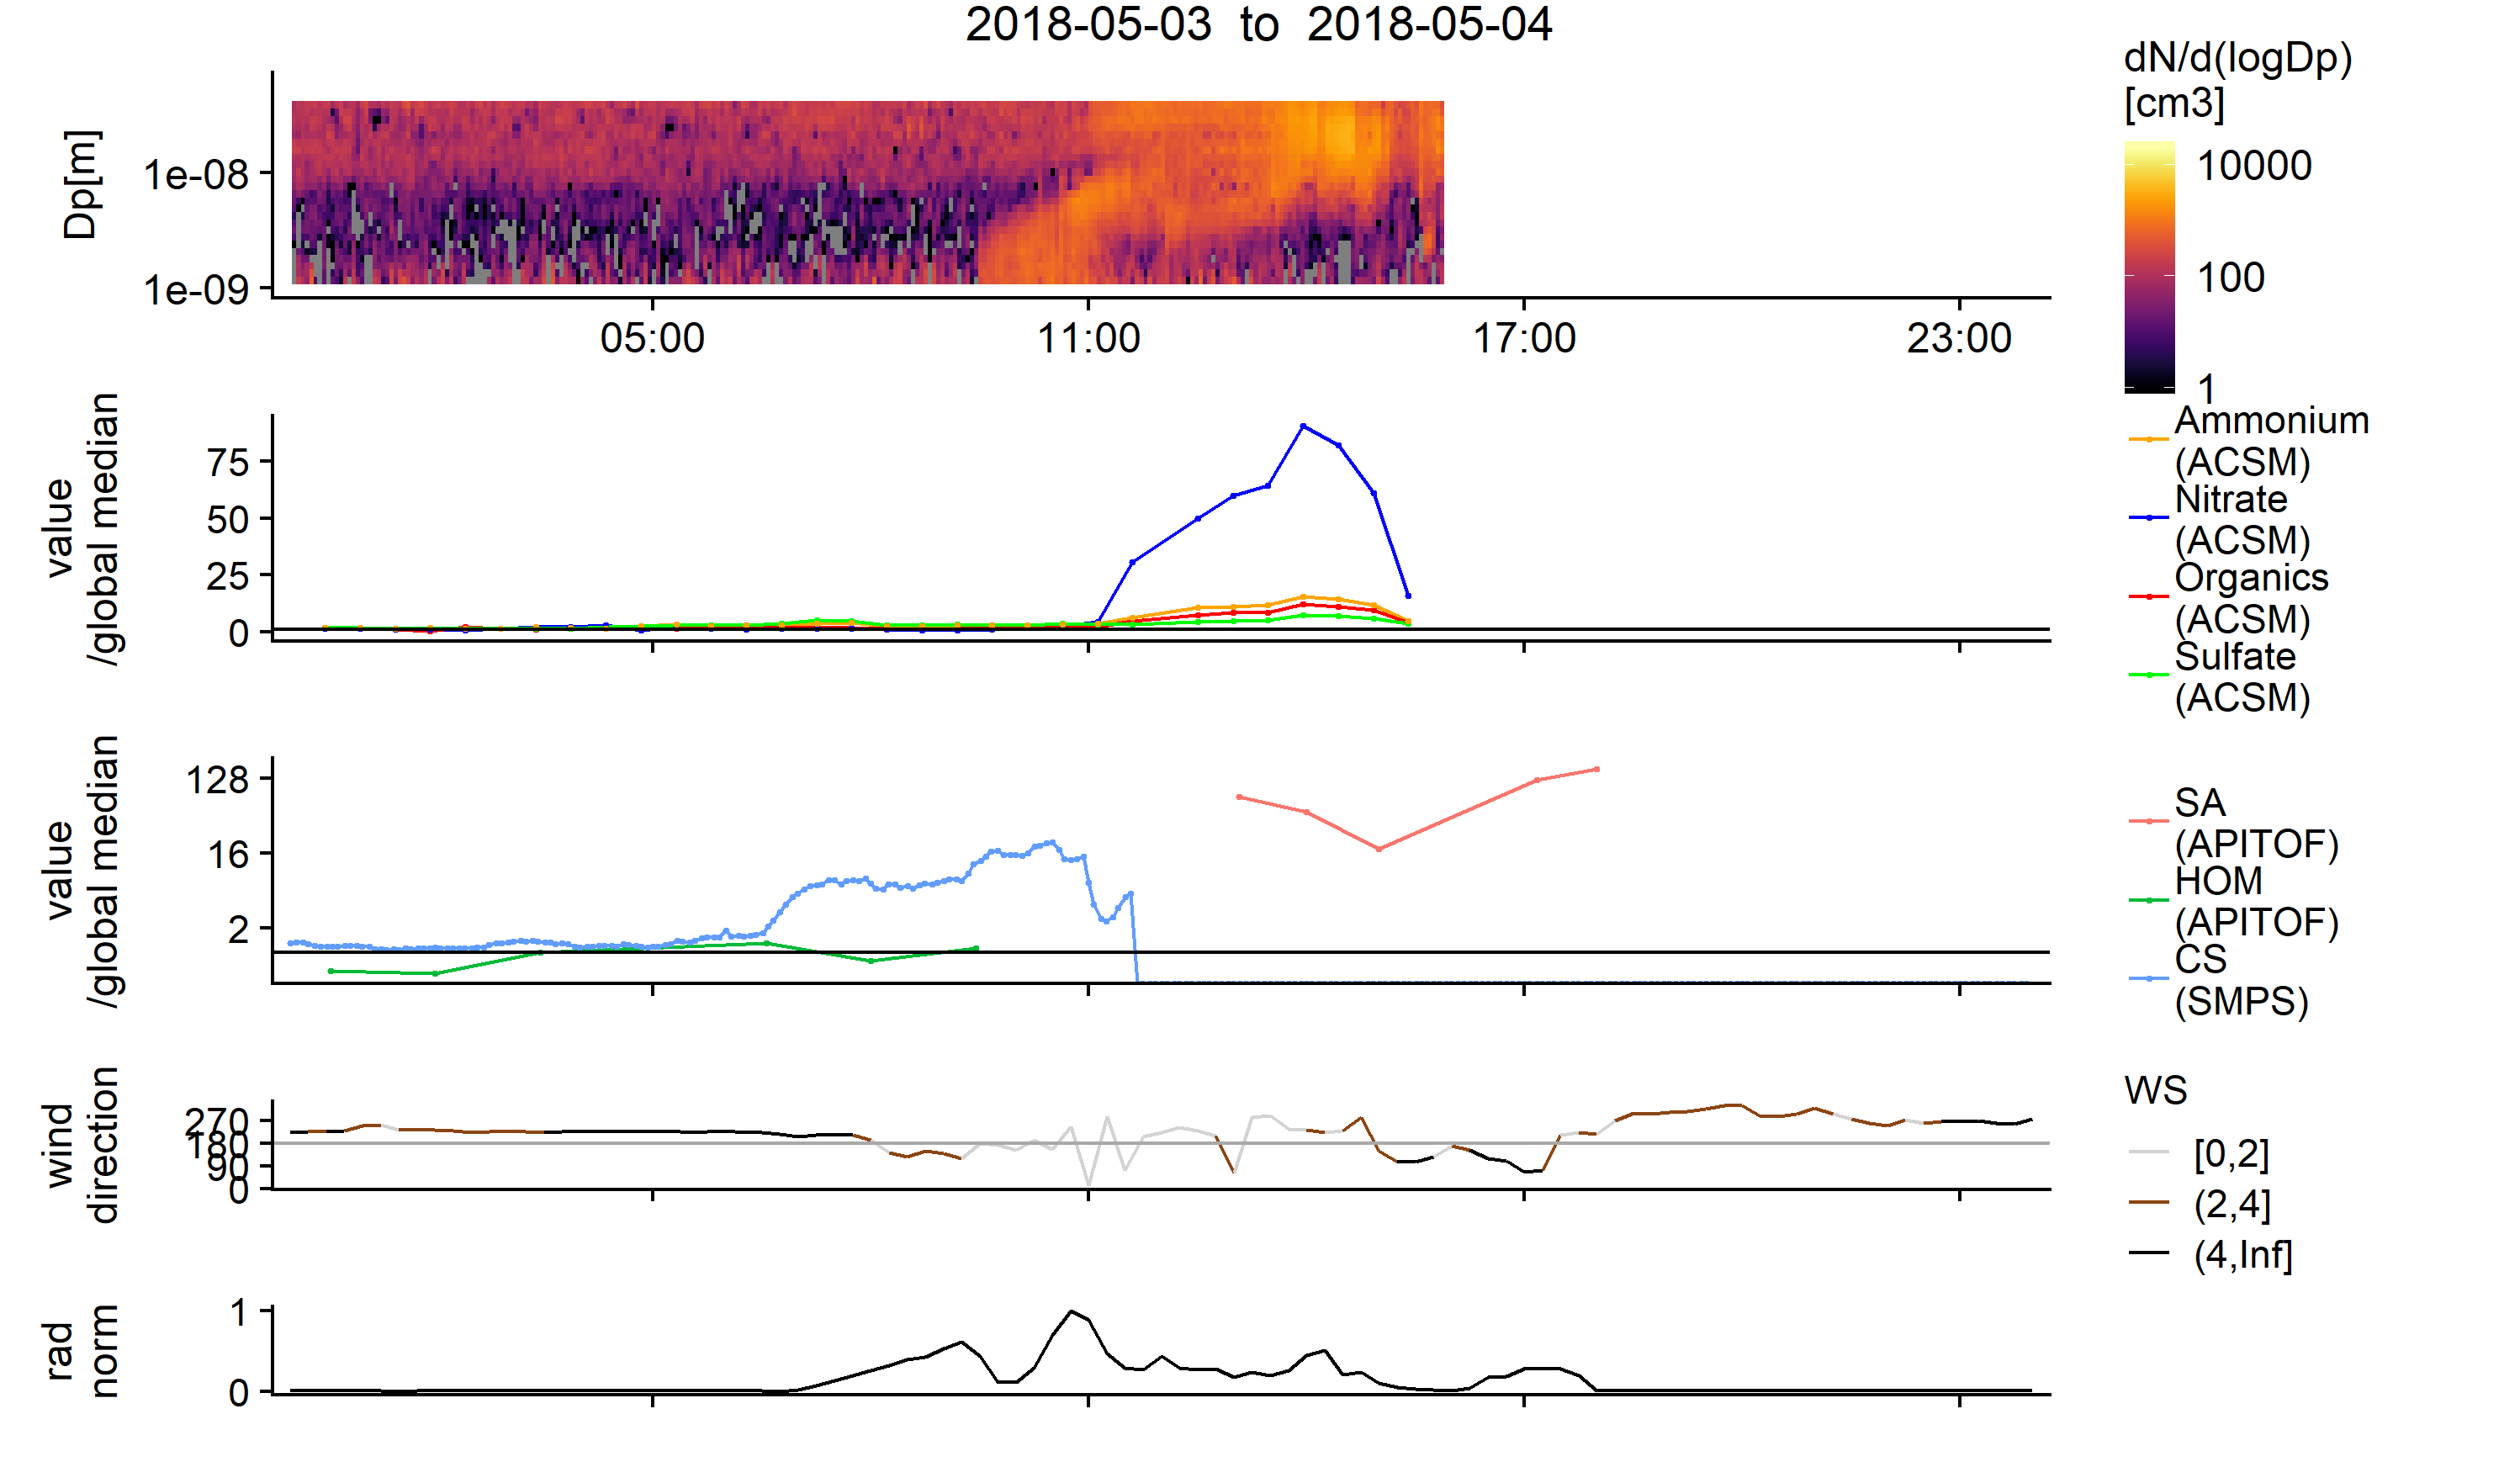 2018-05-03 to 2018-05-04
Dp[m]
1e-08
1e-09
05:00
11:00
17:00
23:00
dN/d(logDp)
[cm3]
10000
100
1
value
/global median
75
50
25
0
Ammonium
(ACSM)
Nitrate
(ACSM)
Organics
(ACSM)
Sulfate
(ACSM)
value
/global median
128
16
2
SA
(APITOF)
HOM
(APITOF)
CS
(SMPS)
wind
direction
270
180
90
0
WS
[0,2]
(2,4]
(4,Inf]
rad
norm
1
0